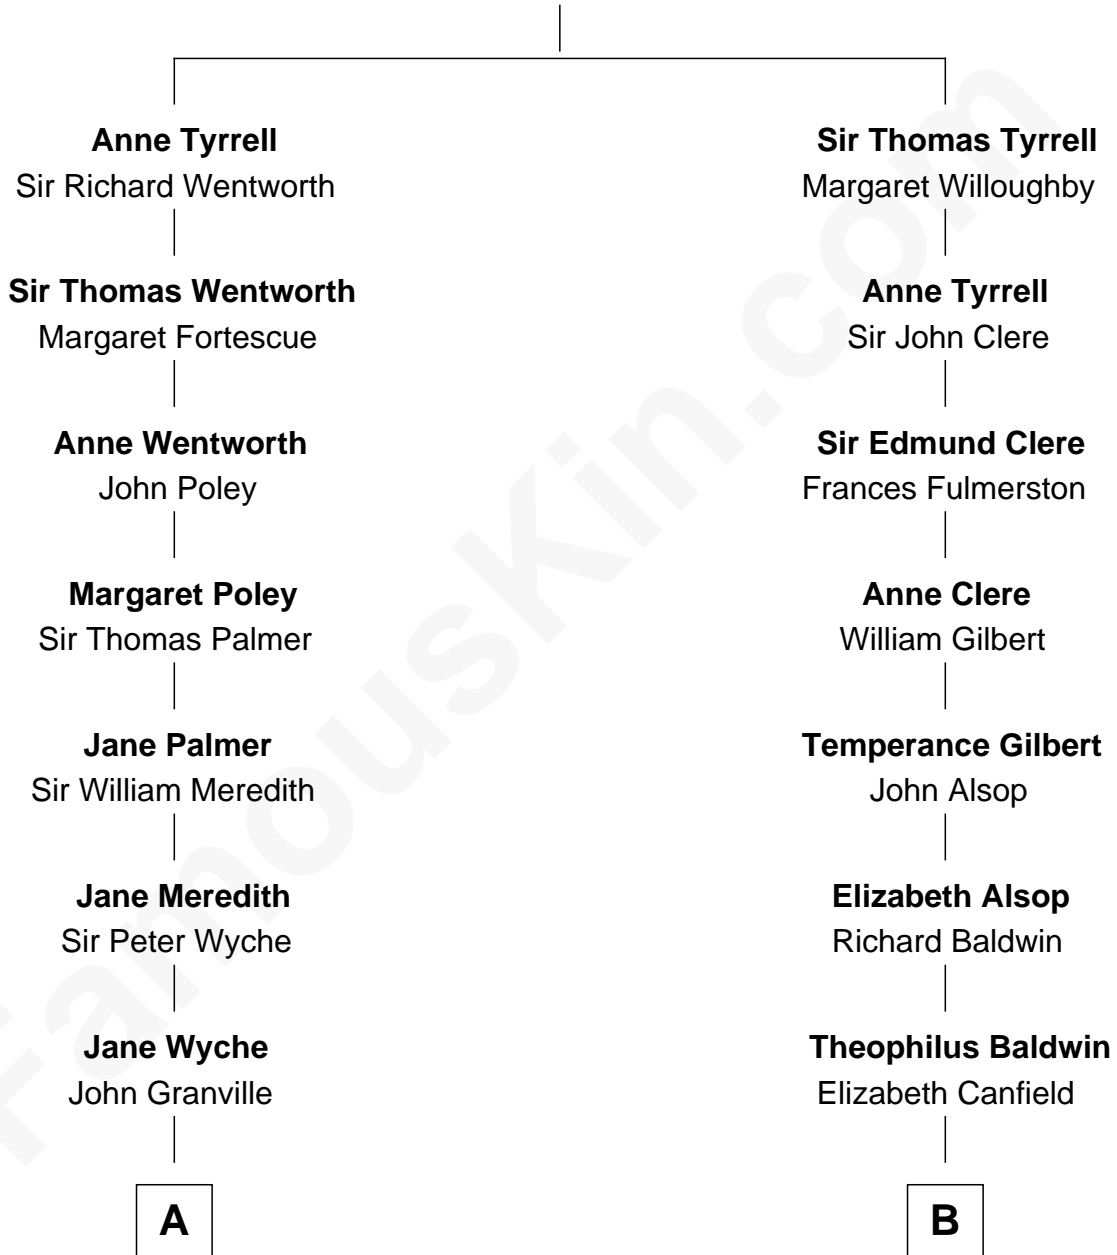 Anne Tyrrell
Sir Richard Wentworth
Sir Thomas Wentworth
Margaret Fortescue
Anne Wentworth
John Poley
Margaret Poley
Sir Thomas Palmer
Jane Palmer
Sir William Meredith
Jane Meredith
Sir Peter Wyche
Jane Wyche
John Granville
A
Sir Thomas Tyrrell
Margaret Willoughby
Anne Tyrrell
Sir John Clere
Sir Edmund Clere
Frances Fulmerston
Anne Clere
William Gilbert
Temperance Gilbert
John Alsop
Elizabeth Alsop
Richard Baldwin
Theophilus Baldwin
Elizabeth Canfield
B
FamousKin.com